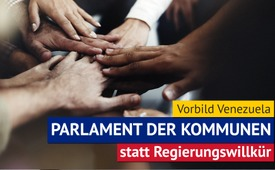 Vorbild Venezuela
PARLAMENT DER KOMMUNEN
statt Regierungswillkür